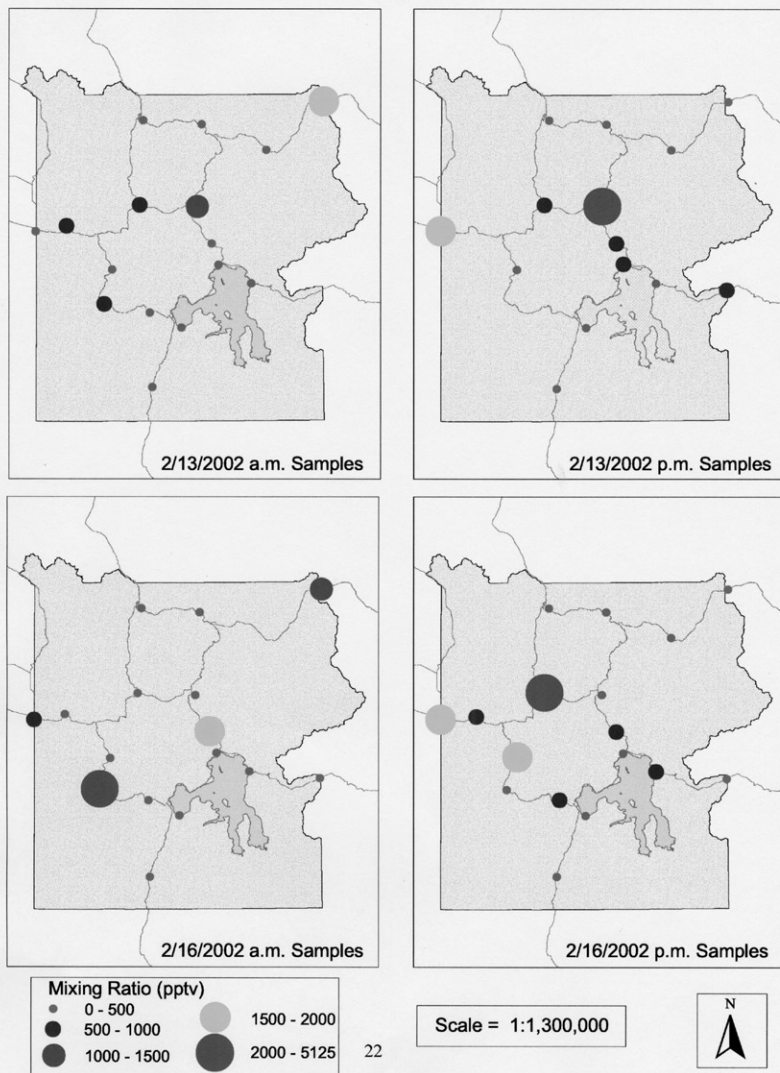 2/13/2002 a.m. Samples
2/13/2002 p.m. Samples
2/16/2002 a.m. Samples
2/16/2002 p.m. Samples
Mixing Ratio (pptv)
0 - 500
500 - 1000
1000 - 1500
1500 - 2000
2000 - 5125
22
Scale = 1:1,300,000
N